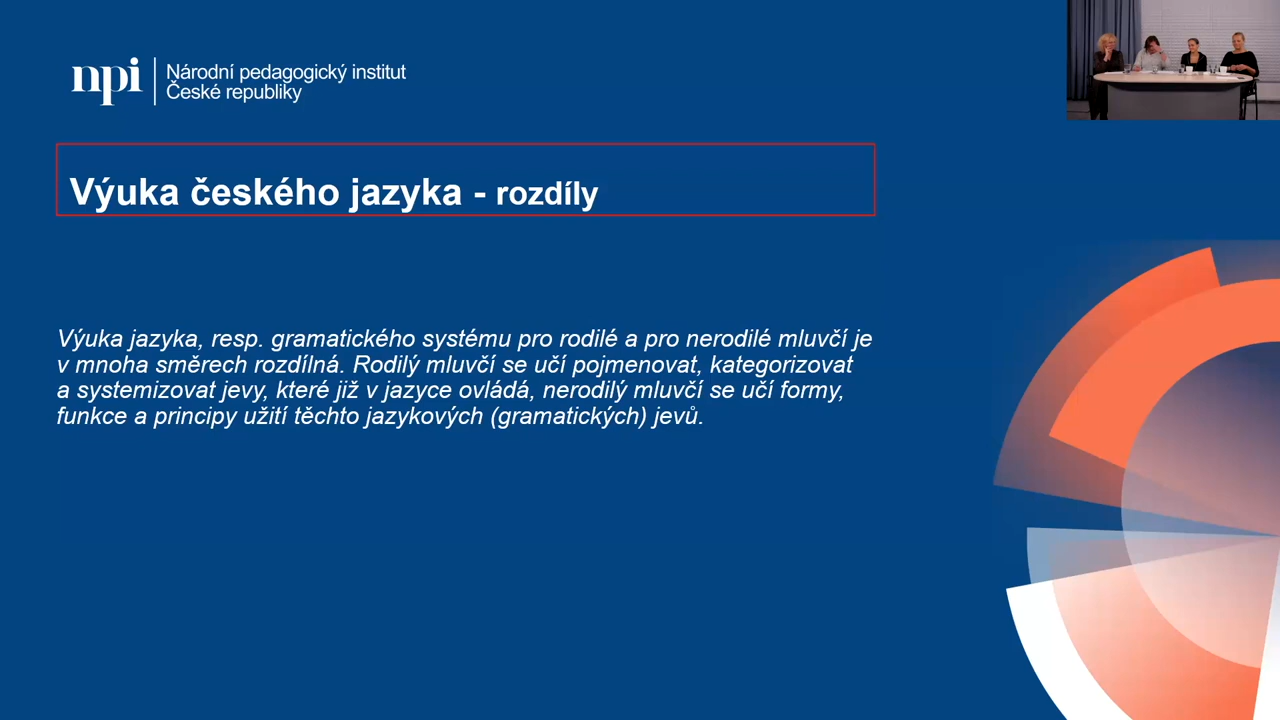 npi
Národní pedagogický institut
České republiky
Výuka českého jazyka - rozdíly
Výuka jazyka, resp. gramatického systému pro rodilé a pro nerodilé mluvčí je
v mnoha směrech rozdílná. Rodilý mluvčí se učí pojmenovat, kategorizovat
a systemizovat jevy, které již v jazyce ovládá, nerodilý mluvčí se učí formy,
funkce a principy užití těchto jazykových (gramatických) jevů.